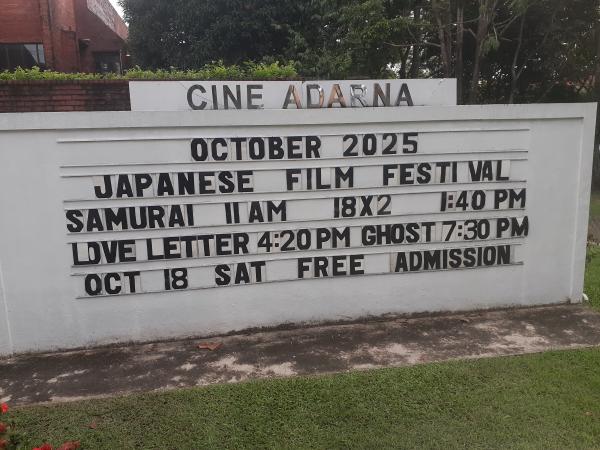 CINE ADARNA
OCTOBER 2025
JAPANESE FILM FESTIVAL
SAMURAI 11 AM 18X2 1:40 PM
LOVE LETTER 4:20 PM GHOST 7:30 PM
OCT 18 SAT FREE ADMISSION